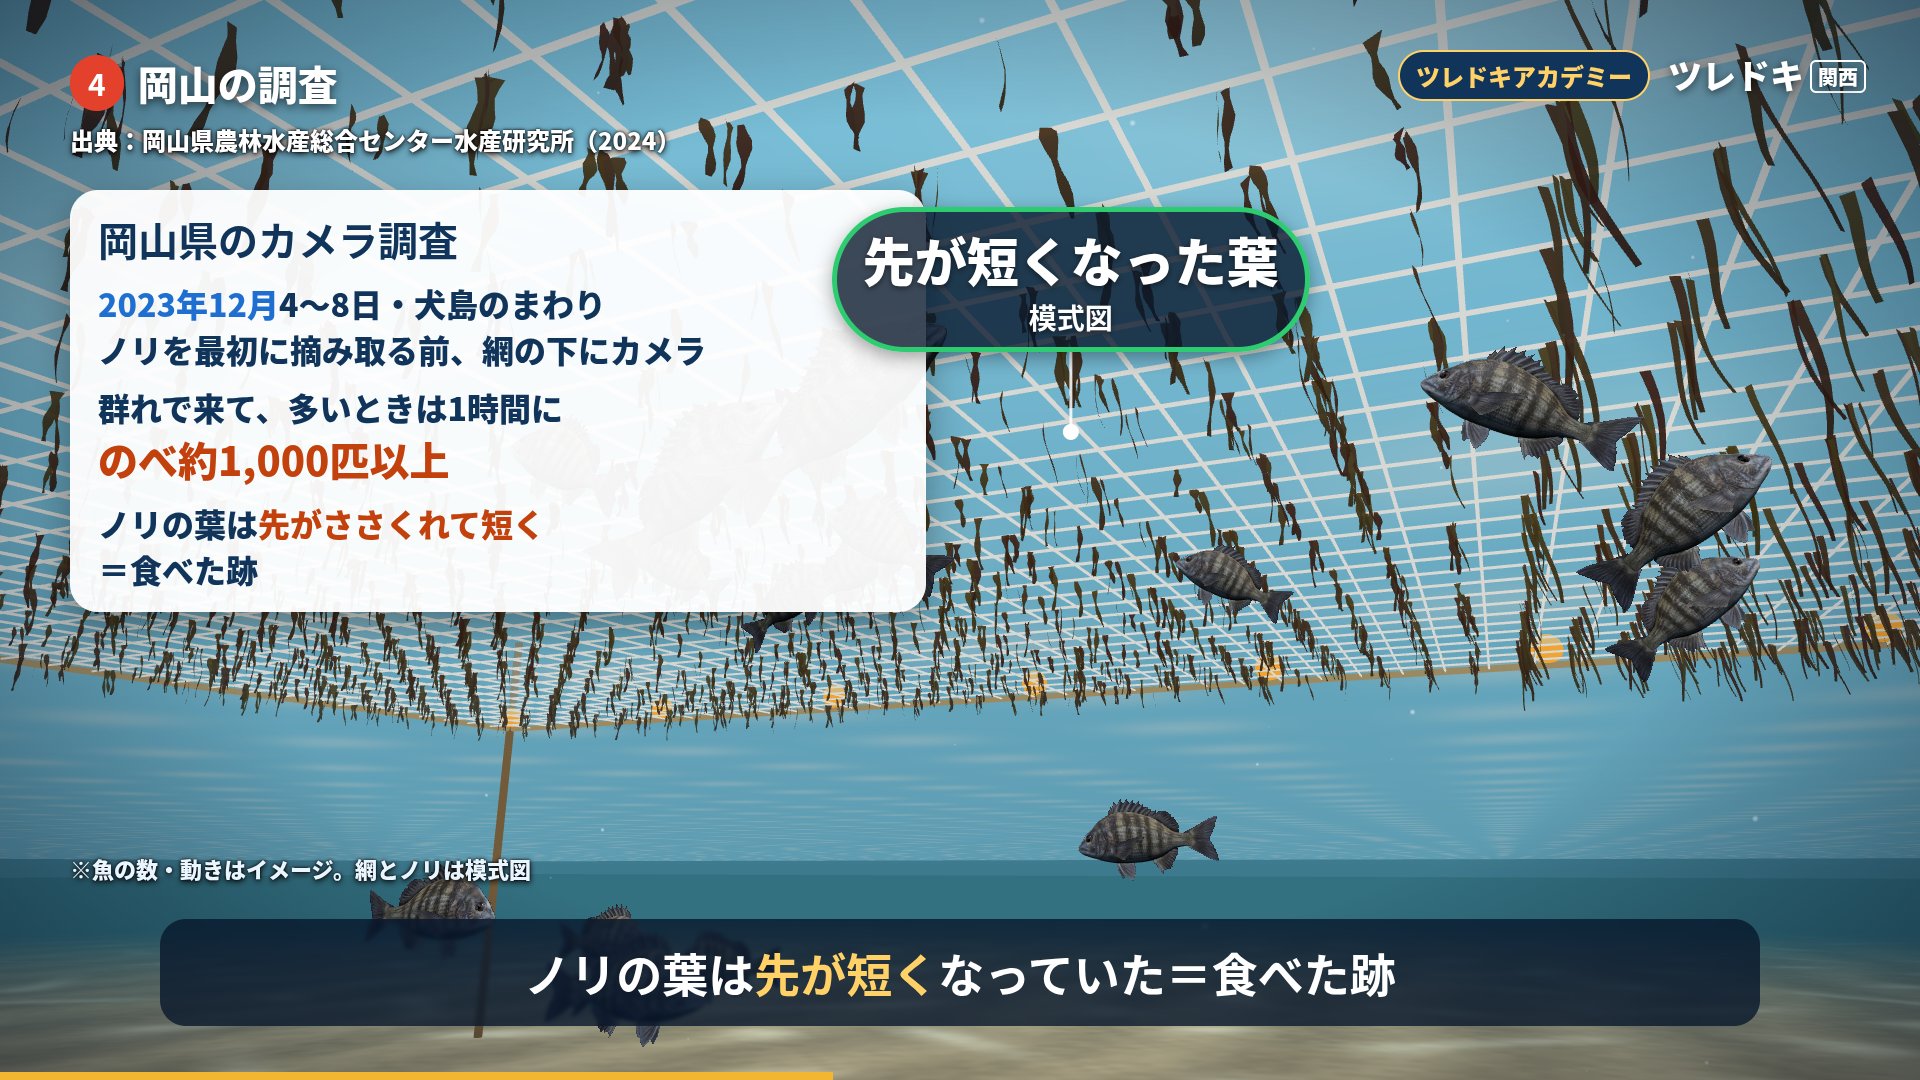 4 岡山の調査
出典：岡山県農林水産総合センター水産研究所（2024）
ツレドキアカデミー
ツレドキ 関西
岡山県のカメラ調査
2023年12月4〜8日・犬島のまわり
ノリを最初に摘み取る前、網の下にカメラ
群れで来て、多いときは1時間に
のべ約1,000匹以上
ノリの葉は先がささくれて短く
＝食べた跡
先が短くなった葉
模式図
※魚の数・動きはイメージ。網とノリは模式図
ノリの葉は先が短くなっていた＝食べた跡